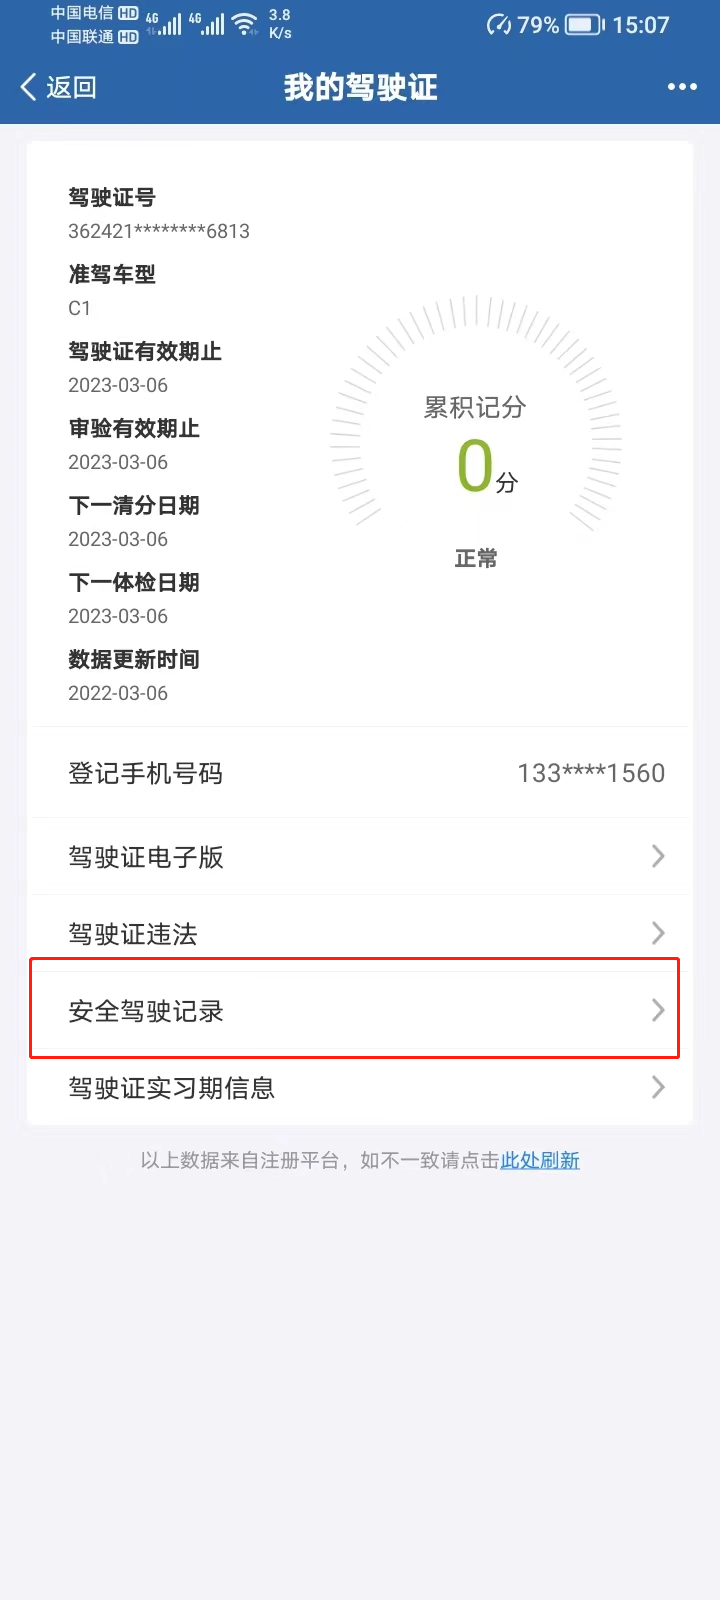 中国电信 HD 4G 4G 3.8 K/s 79% 15:07
中国联通 HD
返回 我的驾驶证
驾驶证号
362421********6813
准驾车型
C1
驾驶证有效期止
2023-03-06
审验有效期止
2023-03-06
下一清分日期
2023-03-06
下一体检日期
2023-03-06
数据更新时间
2022-03-06
累积记分
0分
正常
登记手机号码 133****1560
驾驶证电子版
驾驶证违法
安全驾驶记录
驾驶证实习期信息
以上数据来自注册平台，如不一致请点击此处刷新